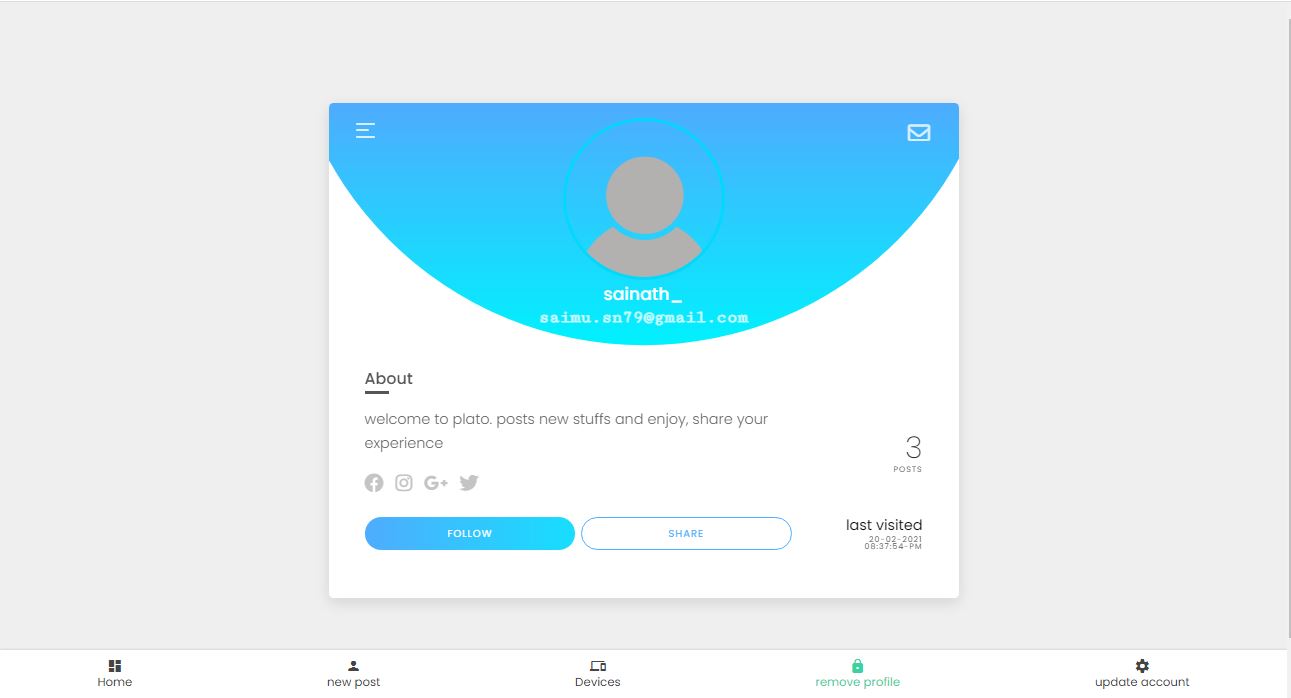 sainath_
saimu.sn79@gmail.com
About
welcome to plato. posts new stuffs and enjoy, share your
experience
3
POSTS
FOLLOW
SHARE
last visited
20-02-2021
08:37:54-PM
Home
new post
Devices
remove profile
update account